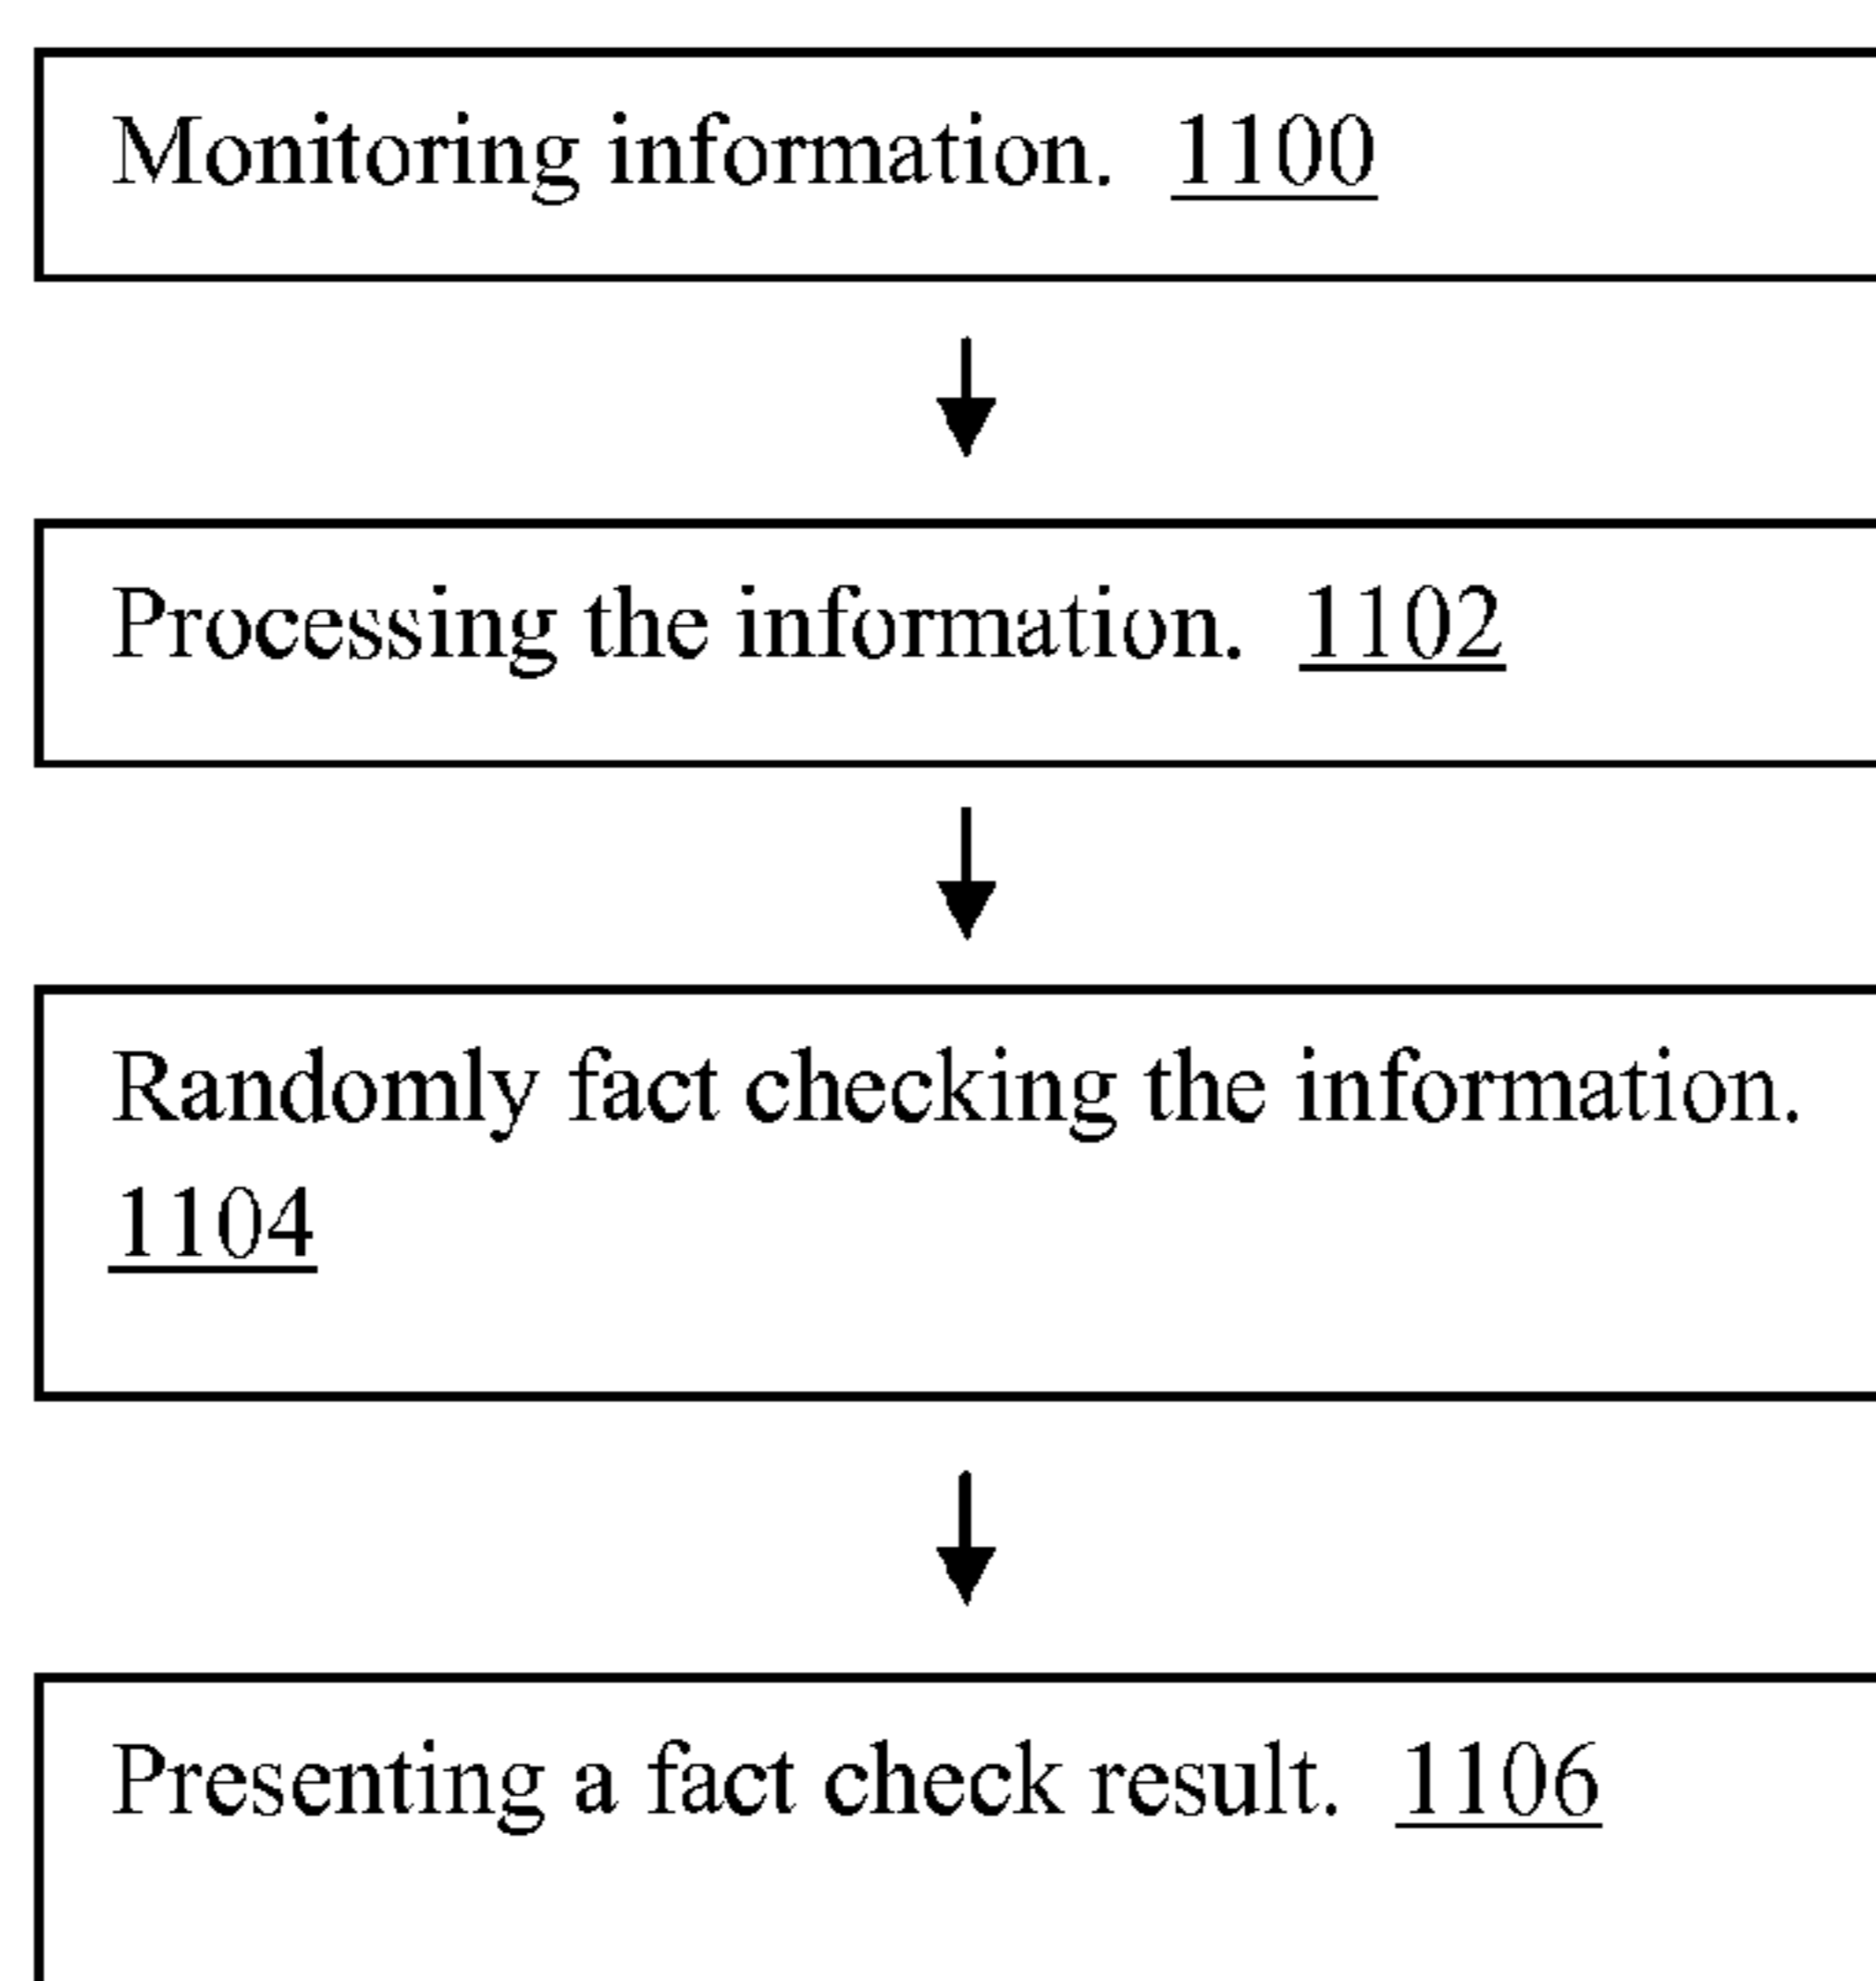 Monitoring information. 1100
Processing the information. 1102
Randomly fact checking the information.
1104
Presenting a fact check result. 1106